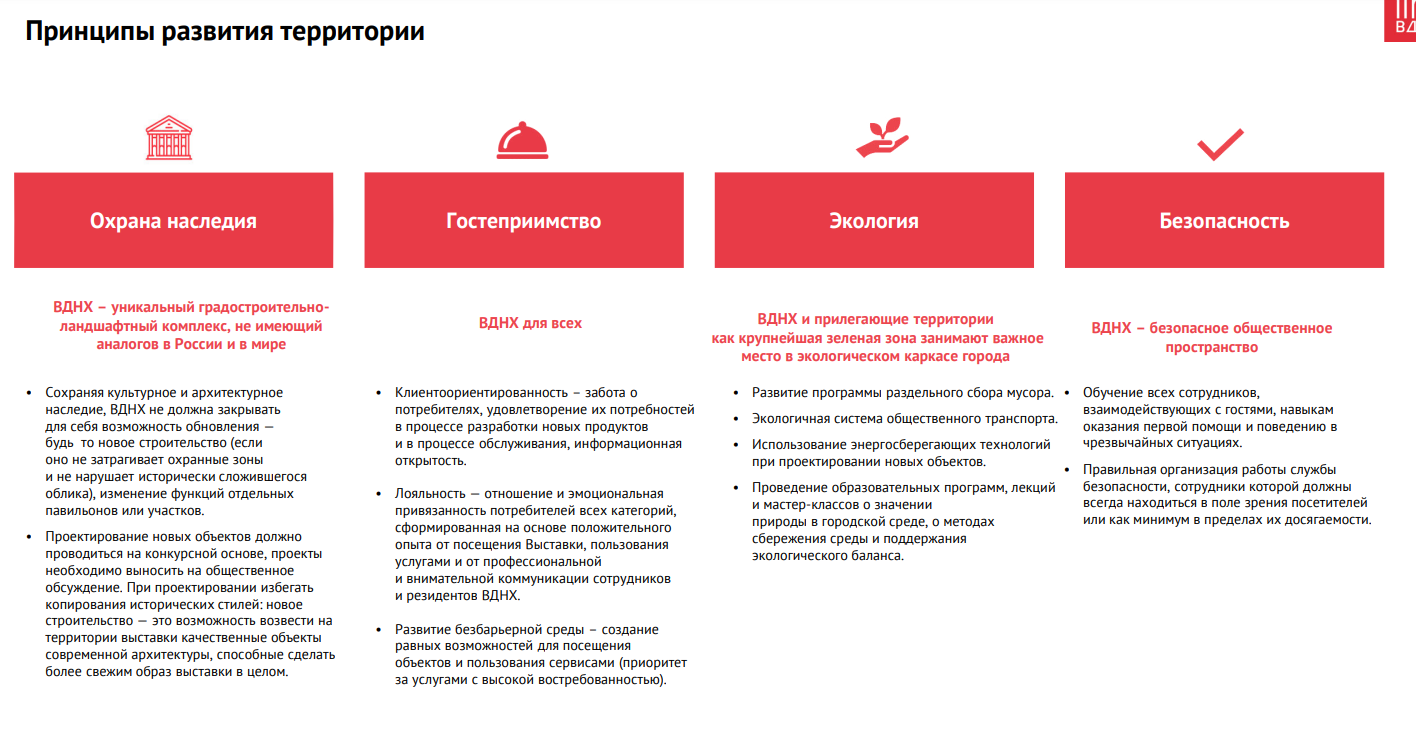 Принципы развития территории
Охрана наследия
ВДНХ – уникальный градостроительно-
ландшафтный комплекс, не имеющий
аналогов в России и в мире
• Сохраняя культурное и архитектурное
наследие, ВДНХ не должна закрывать
для себя возможность обновления —
будь то новое строительство (если
оно не затрагивает охранные зоны
и не нарушает исторически сложившегося
облика), изменение функций отдельных
павильонов или участков.
• Проектирование новых объектов должно
проводиться на конкурсной основе, проекты
необходимо выносить на общественное
обсуждение. При проектировании избегать
копирования исторических стилей: новое
строительство — это возможность возвести на
территории выставки качественные объекты
современной архитектуры, способные сделать
более свежим образ выставки в целом.
Гостеприимство
ВДНХ для всех
• Клиентоориентированность – забота о
потребителях, удовлетворение их потребностей
в процессе разработки новых продуктов
и в процессе обслуживания, информационная
открытость.
• Лояльность — отношение и эмоциональная
привязанность потребителей всех категорий,
сформированная на основе положительного
опыта от посещения Выставки, пользования
услугами и от профессиональной
и внимательной коммуникации сотрудников
и резидентов ВДНХ.
• Развитие безбарьерной среды – создание
равных возможностей для посещения
объектов и пользования сервисами (приоритет
за услугами с высокой востребованностью).
Экология
ВДНХ и прилегающие территории
как крупнейшая зеленая зона занимают важное
место в экологическом каркасе города
• Развитие программы раздельного сбора мусора.
• Экологичная система общественного транспорта.
• Использование энергосберегающих технологий
при проектировании новых объектов.
• Проведение образовательных программ, лекций
и мастер-классов о значении
природы в городской среде, о методах
сбережения среды и поддержания
экологического баланса.
Безопасность
ВДНХ – безопасное общественное
пространство
• Обучение всех сотрудников,
взаимодействующих с гостями, навыкам
оказания первой помощи и поведению в
чрезвычайных ситуациях.
• Правильная организация работы службы
безопасности, сотрудники которой должны
всегда находиться в поле зрения посетителей
или как минимум в пределах их досягаемости.